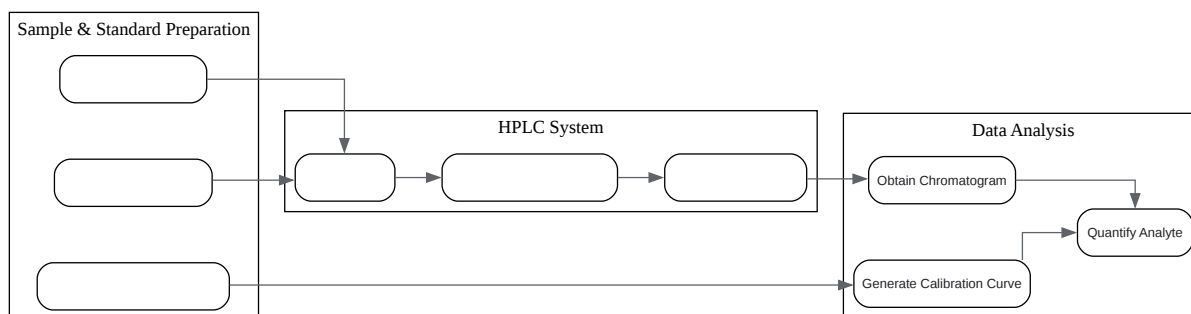 Sample & Standard Preparation
HPLC System
Data Analysis
Obtain Chromatogram
Quantify Analyte
Generate Calibration Curve